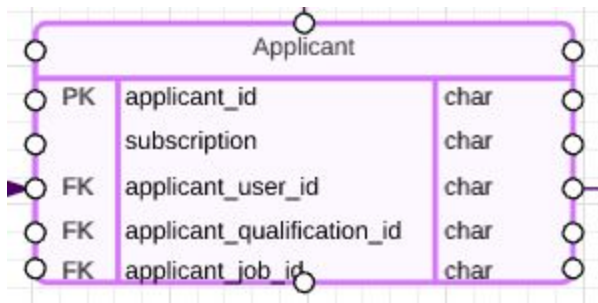 Applicant
PK applicant_id char
subscription char
FK applicant_user_id char
FK applicant_qualification_id char
FK applicant_job_id char